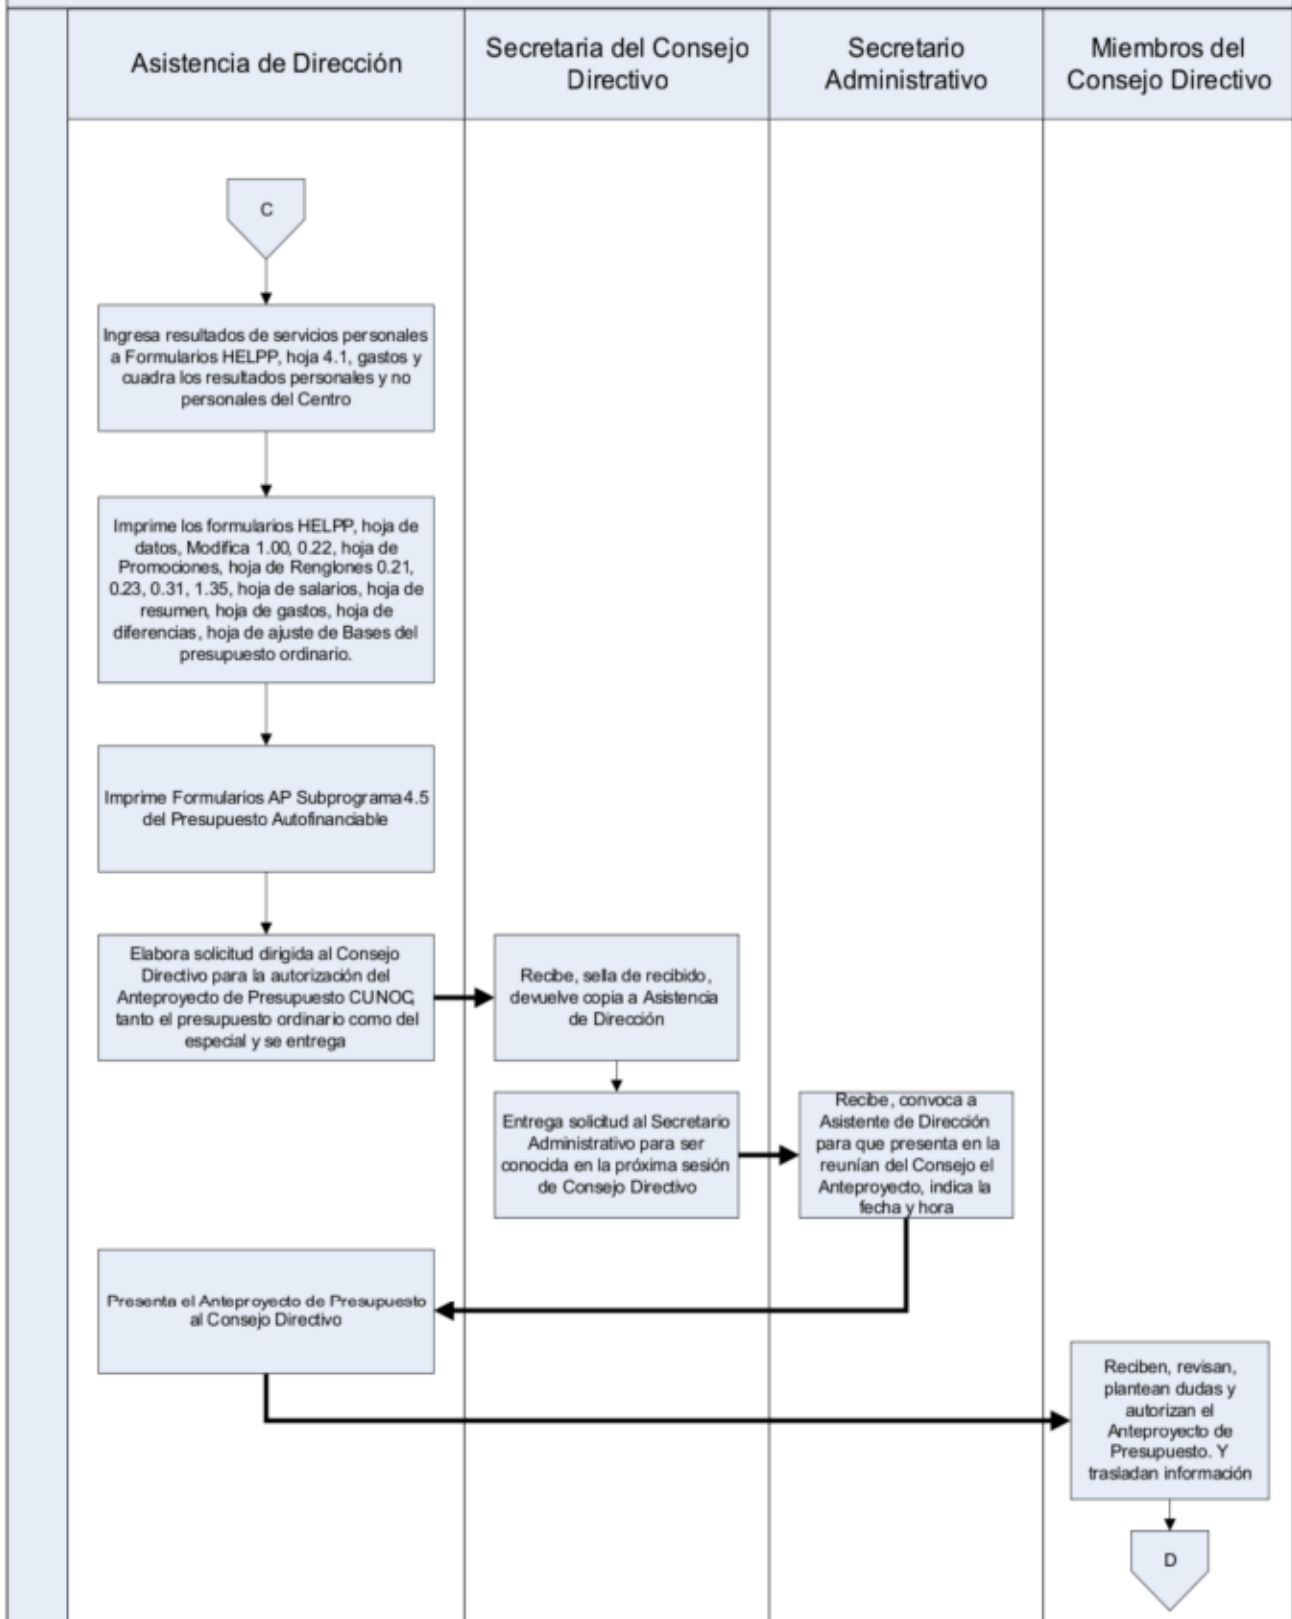 Asistencia de Dirección
Secretaria del Consejo
Directivo
Secretario
Administrativo
Miembros del
Consejo Directivo
C
Ingresa resultados de servicios personales
a Formularios HELPP, hoja 4.1, gastos y
cuadra los resultados personales y no
personales del Centro
Imprime los formularios HELPP, hoja de
datos, Modifica 1.00, 0.22, hoja de
Promociones, hoja de Renglones 0.21,
0.23, 0.31, 1.35, hoja de salarios, hoja de
resumen, hoja de gastos, hoja de
diferencias, hoja de ajuste de Bases del
presupuesto ordinario.
Imprime Formularios AP Subprograma4.5
del Presupuesto Autofinanciable
Elabora solicitud dirigida al Consejo
Directivo para la autorización del
Anteproyecto de Presupuesto CUNOC,
tanto el presupuesto ordinario como del
especial y se entrega
Recibe, sella de recibido,
devuelve copia a Asistencia
de Dirección
Entrega solicitud al Secretario
Administrativo para ser
conocida en la próxima sesión
de Consejo Directivo
Recibe, convoca a
Asistente de Dirección
para que presenta en la
reunían del Consejo el
Anteproyecto, indica la
fecha y hora
Presenta el Anteproyecto de Presupuesto
al Consejo Directivo
Reciben, revisan,
plantean dudas y
autorizan el
Anteproyecto de
Presupuesto. Y
trasladan información
D